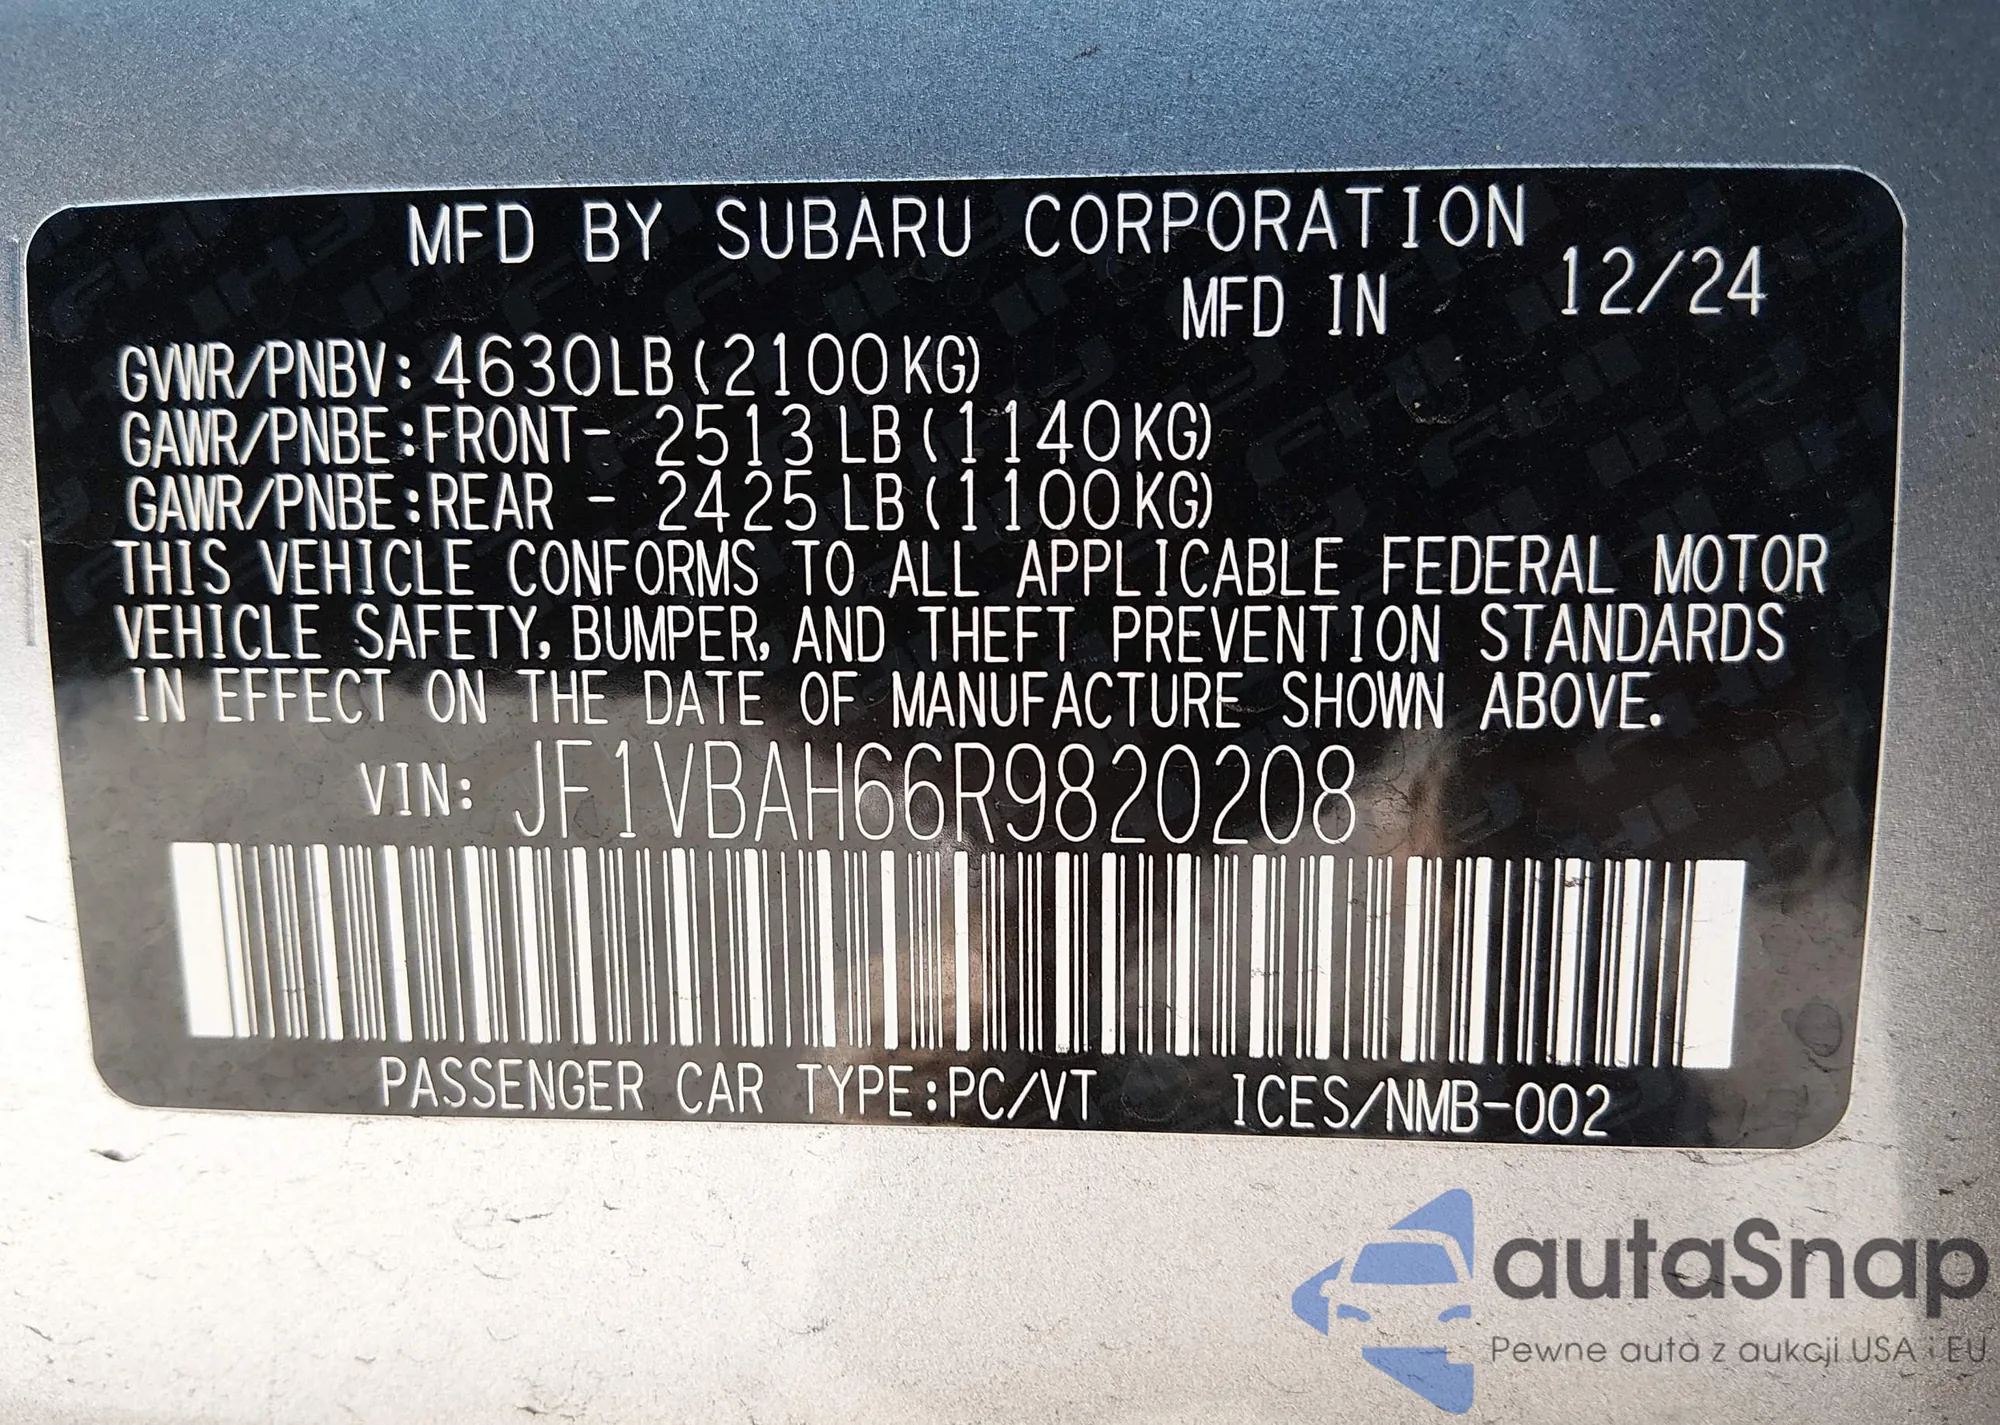 MFD BY SUBARU CORPORATION
MFD IN 12/24
GVWR/PNBV: 4630LB (2100KG)
GAWR/PNBE:FRONT- 2513 LB (1140KG)
GAWR/PNBE:REAR - 2425 LB (1100KG)
THIS VEHICLE CONFORMS TO ALL APPLICABLE FEDERAL MOTOR
VEHICLE SAFETY, BUMPER, AND THEFT PREVENTION STANDARDS
IN EFFECT ON THE DATE OF MANUFACTURE SHOWN ABOVE.
VIN: JF1VBAH66R9820208
PASSENGER CAR TYPE:PC/VT ICES/NMB-002
autaSnap
Pewne auta z aukcji USA i EU